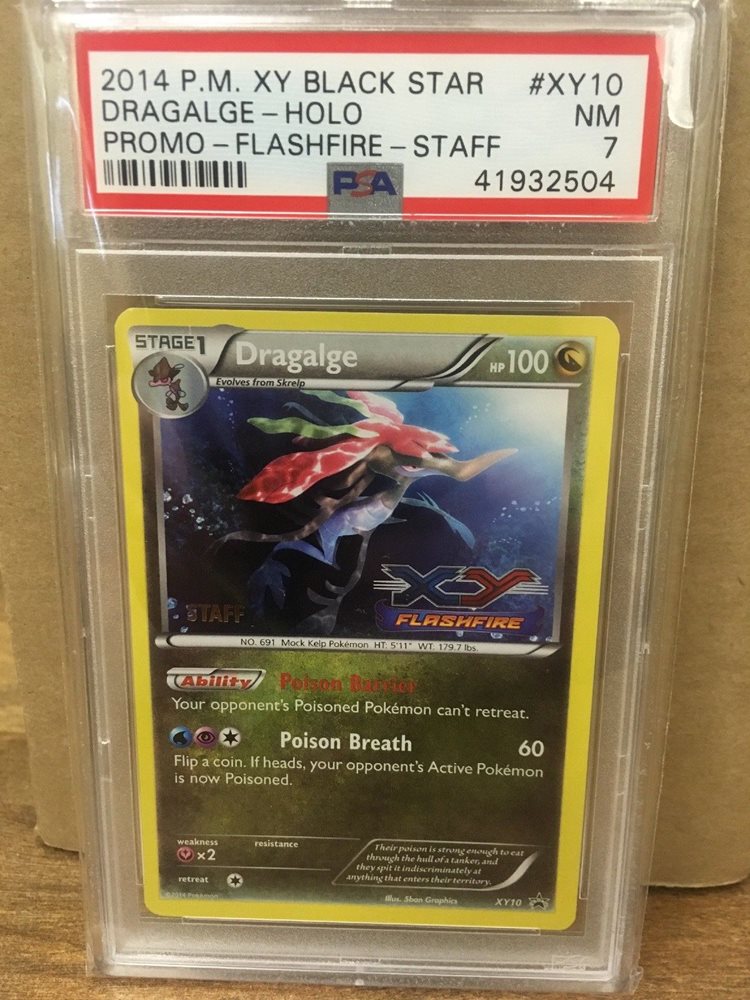 2014 P.M. XY BLACK STAR #XY10
DRAGALGE - HOLO NM
PROMO - FLASHFIRE - STAFF 7
PSA 41932504
STAGE1 Dragalge HP100
Evolves from Skrelp
XY
STAFF FLASHFIRE
NO. 691 Mock Kelp Pokémon HT: 5'11" WT: 179.7 lbs.
Ability Poison Barrier
Your opponent's Poisoned Pokémon can't retreat.
Poison Breath 60
Flip a coin. If heads, your opponent's Active Pokémon
is now Poisoned.
weakness resistance
×2
retreat
Their poison is strong enough to eat
through the hull of a tanker, and
they spit it indiscriminately at
anything that enters their territory.
©2014 Pokémon Illus. 5ban Graphics XY10